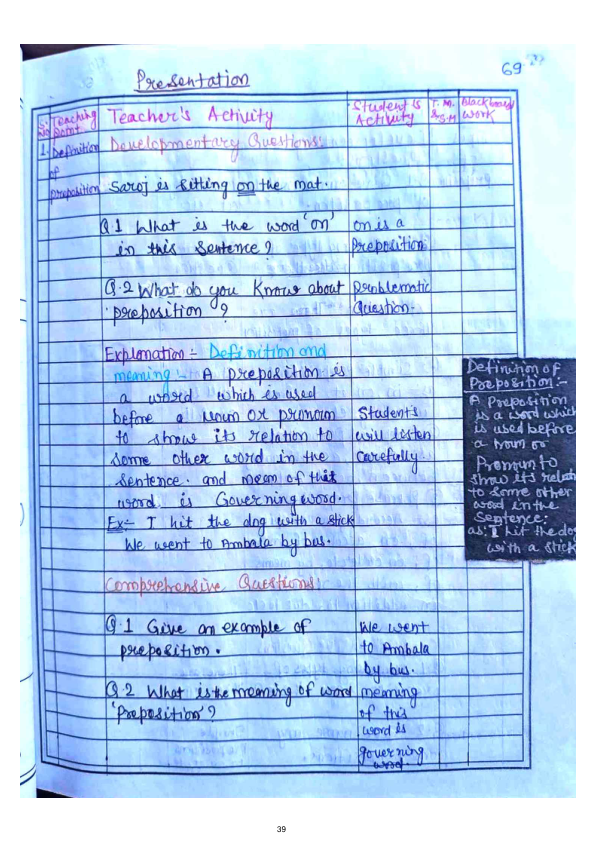 69
Presentation
S. No
Teaching Point
Teacher's Activity
Student's Activity
T.M. & S.M
Blackboard Work
1. Definition
of
preposition
Developmentary Questions:
Saroj is sitting on the mat.
Q.1 What is the word 'on'
in this sentence?
on is a
Preposition
Q.2 What do you Know about
preposition ?
Problematic
Question.
Explanation :- Definition and
meaning :- A preposition is
a word which is used
before a Noun or pronoun
to show its relation to
some other word in the
sentence. and mean of this
word is Governing word.
Ex:- I hit the dog with a stick
We went to Ambala by bus.
Students
will listen
Carefully
Definition of
Preposition :-
A Preposition
is a word which
is used before
a noun or
Pronoun to
show its relat
to some other
word in the
Sentence.
as: I hit the dog
with a stick
Comprehensive Questions:
Q.1 Give an example of
preposition.
We went
to Ambala
by bus.
Q.2 What is the meaning of word
'Preposition'?
meaning
of this
word is
governing
word.
39